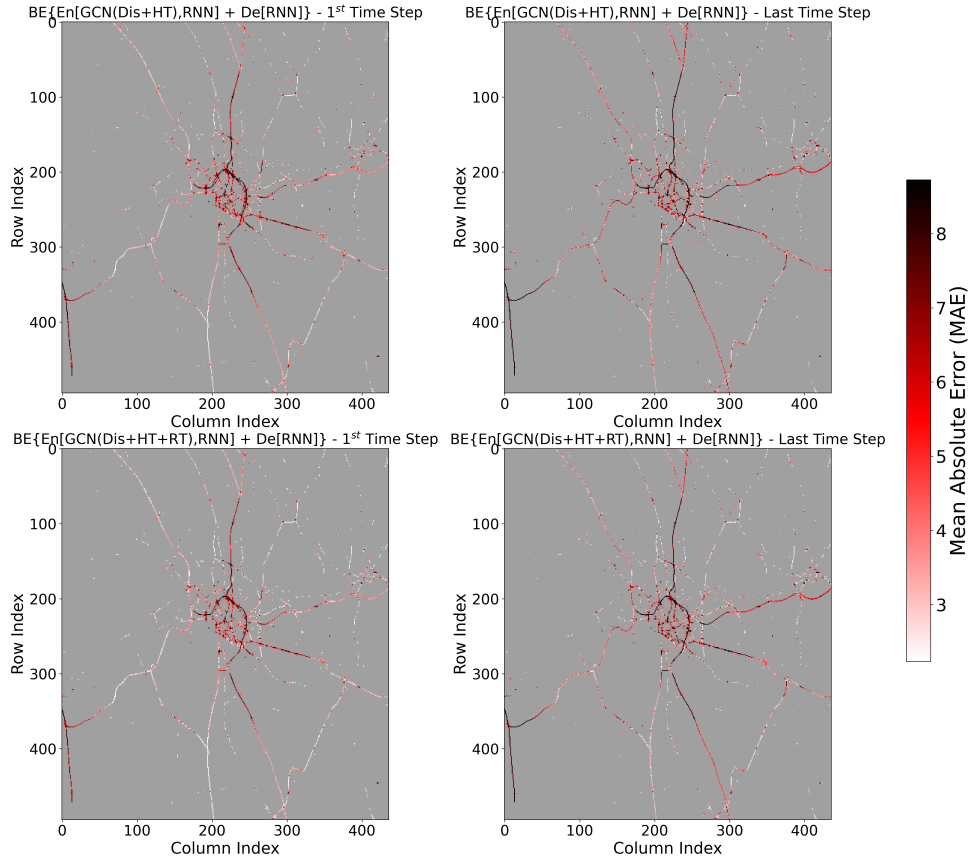 BE{En[GCN(Dis+HT),RNN] + De[RNN]} - 1st Time Step
BE{En[GCN(Dis+HT),RNN] + De[RNN]} - Last Time Step
0
100
200
300
400
Row Index
0 100 200 300 400
Column Index
0
100
200
300
400
Row Index
0 100 200 300 400
Column Index
BE{En[GCN(Dis+HT+RT),RNN] + De[RNN]} - 1st Time Step
BE{En[GCN(Dis+HT+RT),RNN] + De[RNN]} - Last Time Step
0
100
200
300
400
Row Index
0 100 200 300 400
Column Index
0
100
200
300
400
Row Index
0 100 200 300 400
Column Index
8
7
6
5
4
3
Mean Absolute Error (MAE)